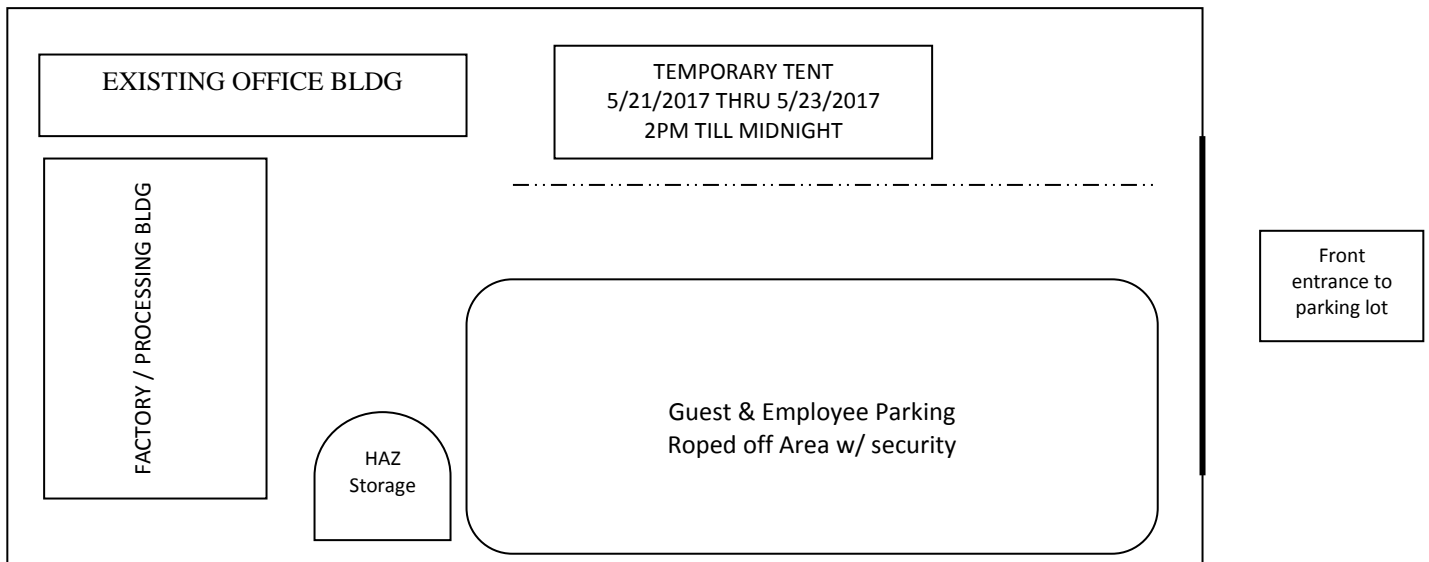 EXISTING OFFICE BLDG
TEMPORARY TENT
5/21/2017 THRU 5/23/2017
2PM TILL MIDNIGHT
FACTORY / PROCESSING BLDG
Front
entrance to
parking lot
Guest & Employee Parking
Roped off Area w/ security
HAZ
Storage